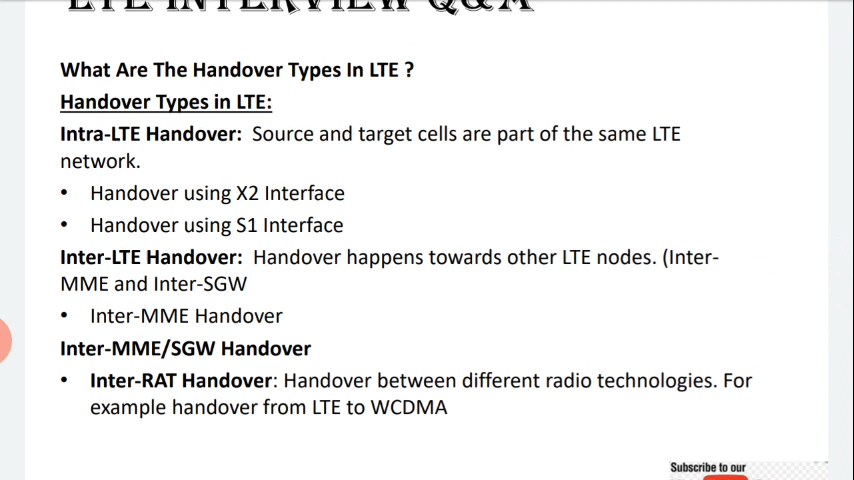 LTE INTERVIEW Q&A
What Are The Handover Types In LTE ?
Handover Types in LTE:
Intra-LTE Handover: Source and target cells are part of the same LTE
network.
• Handover using X2 Interface
• Handover using S1 Interface
Inter-LTE Handover: Handover happens towards other LTE nodes. (Inter-
MME and Inter-SGW
• Inter-MME Handover
Inter-MME/SGW Handover
• Inter-RAT Handover: Handover between different radio technologies. For
example handover from LTE to WCDMA
Subscribe to our